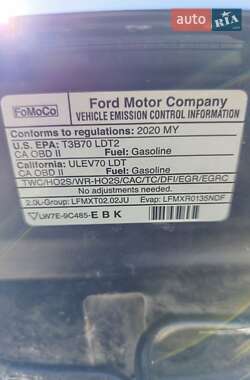 AUTO RIA
FoMoCo
Ford Motor Company
VEHICLE EMISSION CONTROL INFORMATION
Conforms to regulations: 2020 MY
U.S. EPA: T3B70 LDT2
CA OBD II Fuel: Gasoline
California: ULEV70 LDT
CA OBD II Fuel: Gasoline
TWC/HO2S/WR-HO2S/CAC/TC/DFI/EGR/EGRC
No adjustments needed.
2.0L-Group: LFMXT02.02JU Evap: LFMXR0135NDF
LW7E-9C485-EBK